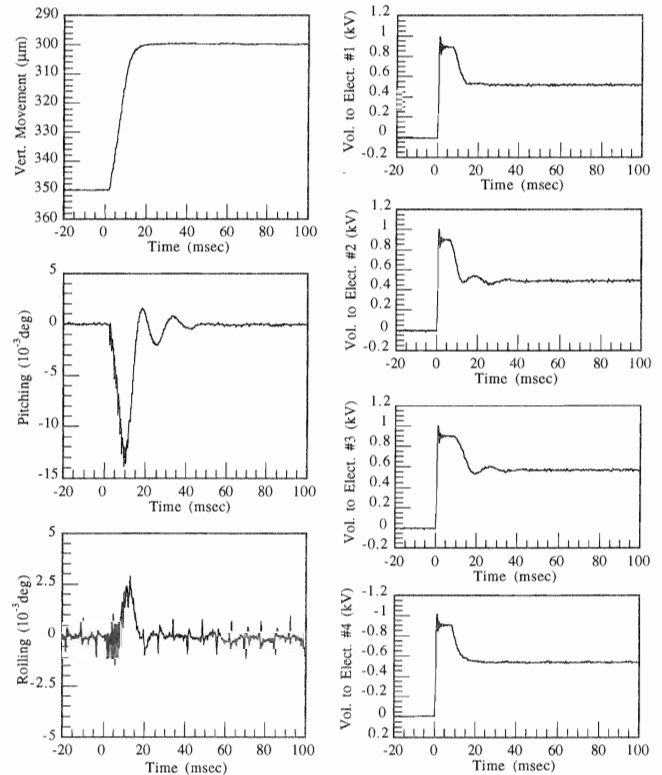 Vert. Movement (μm)
290
300
310
320
330
340
350
360
-20 0 20 40 60 80 100
Time (msec)
Pitching (10⁻³deg)
5
0
-5
-10
-15
-20 0 20 40 60 80 100
Time (msec)
Rolling (10⁻³deg)
5
2.5
0
-2.5
-5
-20 0 20 40 60 80 100
Time (msec)
Vol. to Elect. #1 (kV)
1.2
1
0.8
0.6
0.4
0.2
0
-0.2
-20 0 20 40 60 80 100
Time (msec)
Vol. to Elect. #2 (kV)
1.2
1
0.8
0.6
0.4
0.2
0
-0.2
-20 0 20 40 60 80 100
Time (msec)
Vol. to Elect. #3 (kV)
1.2
1
0.8
0.6
0.4
0.2
0
-0.2
-20 0 20 40 60 80 100
Time (msec)
Vol. to Elect. #4 (kV)
-1.2
-1
-0.8
-0.6
-0.4
-0.2
0
0.2
-20 0 20 40 60 80 100
Time (msec)